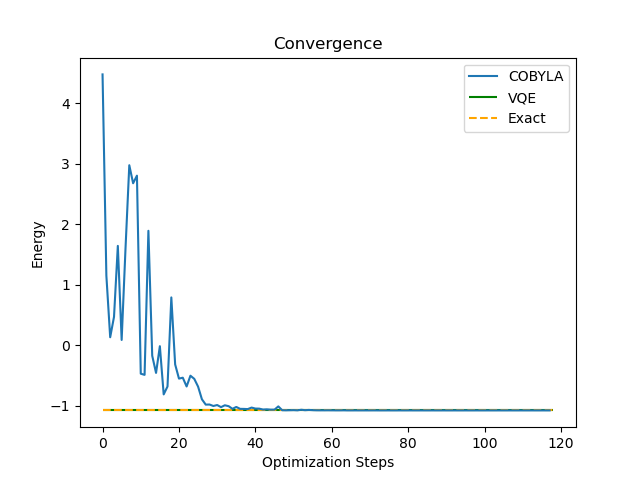 Convergence
COBYLA
VQE
Exact
Energy
4
3
2
1
0
−1
0 20 40 60 80 100 120
Optimization Steps